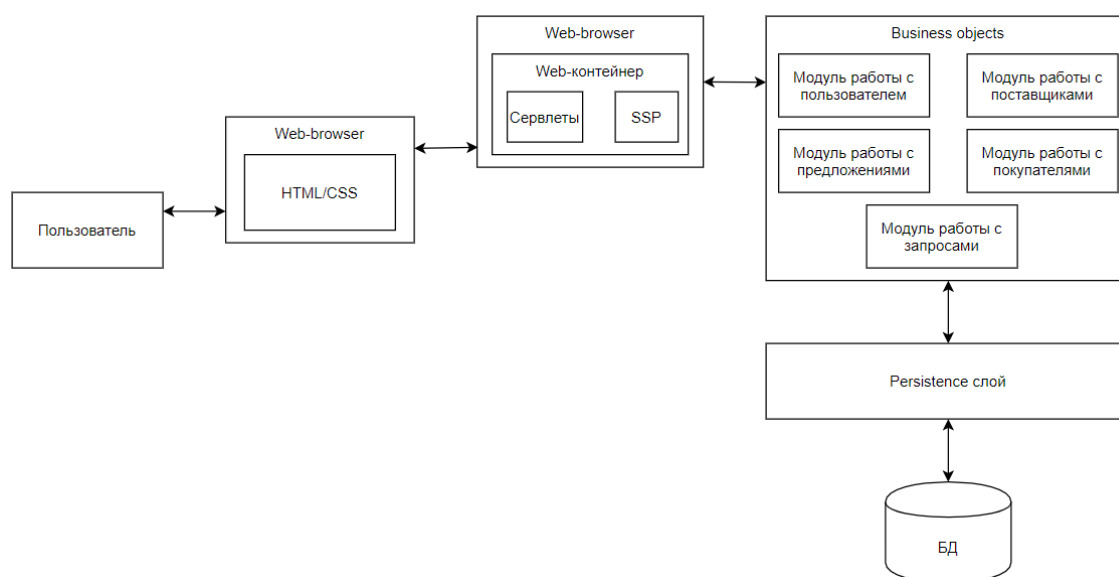 Web-browser
Web-контейнер
Сервлеты
SSP
Business objects
Модуль работы с
пользователем
Модуль работы с
поставщиками
Модуль работы с
предложениями
Модуль работы с
покупателями
Модуль работы с
запросами
Web-browser
HTML/CSS
Пользователь
Persistence слой
БД